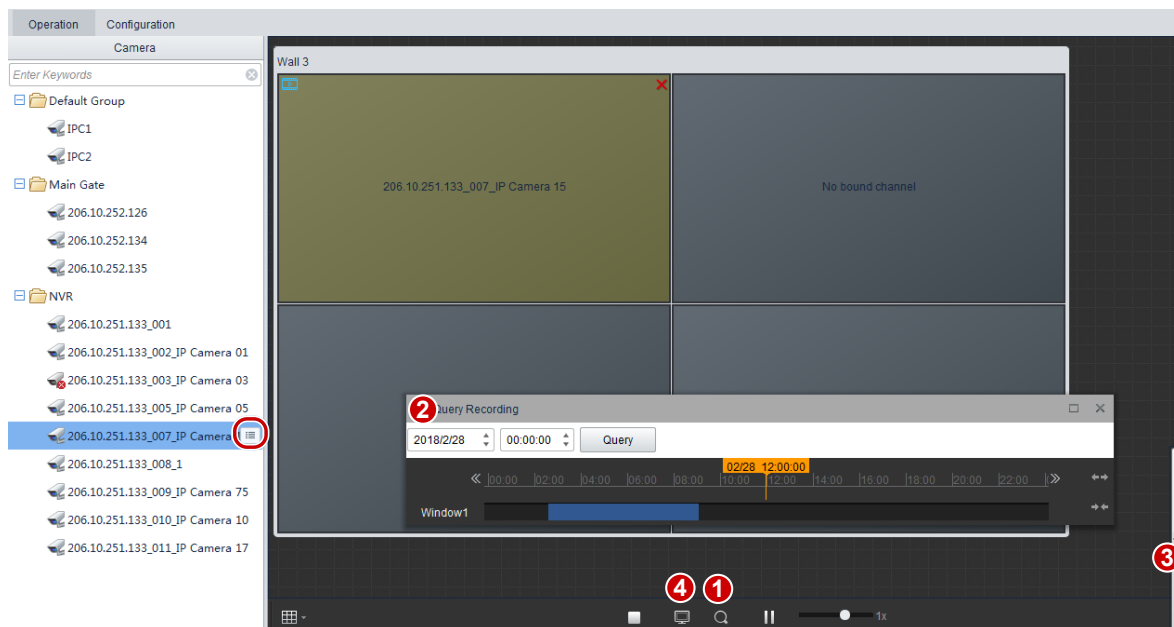 Operation Configuration
Camera
Enter Keywords
Default Group
IPC1
IPC2
Main Gate
206.10.252.126
206.10.252.134
206.10.252.135
NVR
206.10.251.133_001
206.10.251.133_002_IP Camera 01
206.10.251.133_003_IP Camera 03
206.10.251.133_005_IP Camera 05
206.10.251.133_007_IP Camera
206.10.251.133_008_1
206.10.251.133_009_IP Camera 75
206.10.251.133_010_IP Camera 10
206.10.251.133_011_IP Camera 17
Wall 3
206.10.251.133_007_IP Camera 15
No bound channel
2 Query Recording
2018/2/28 00:00:00 Query
02/28 12:00:00
00:00 02:00 04:00 06:00 08:00 10:00 12:00 14:00 16:00 18:00 20:00 22:00
Window1
3
4 1
1x